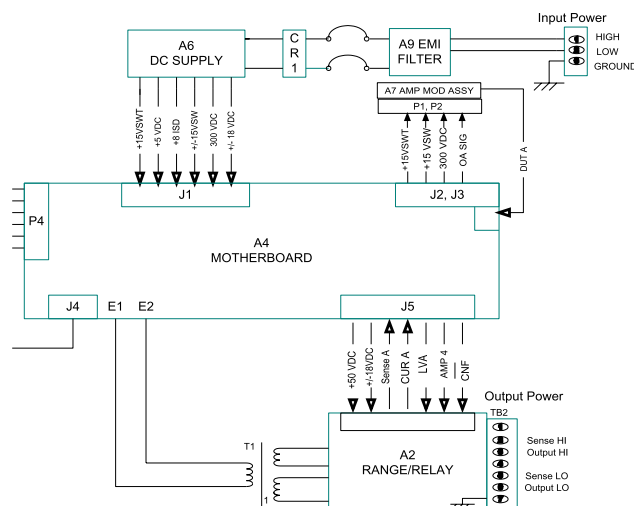 Input Power
HIGH
LOW
GROUND
A6
DC SUPPLY
C
R
1
A9 EMI
FILTER
A7 AMP MOD ASSY
P1, P2
+15VSWT
+5 VDC
+8 ISD
+/-15VSW
300 VDC
+/- 18 VDC
+15VSWT
+15 VSW
300 VDC
OA SIG
DUT A
J1
J2, J3
P4
A4
MOTHERBOARD
J4
E1
E2
J5
+50 VDC
+/-18VDC
Sense A
CUR A
LVA
AMP 4
CNF
Output Power
TB2
T1
1
A2
RANGE/RELAY
Sense HI
Output HI
Sense LO
Output LO